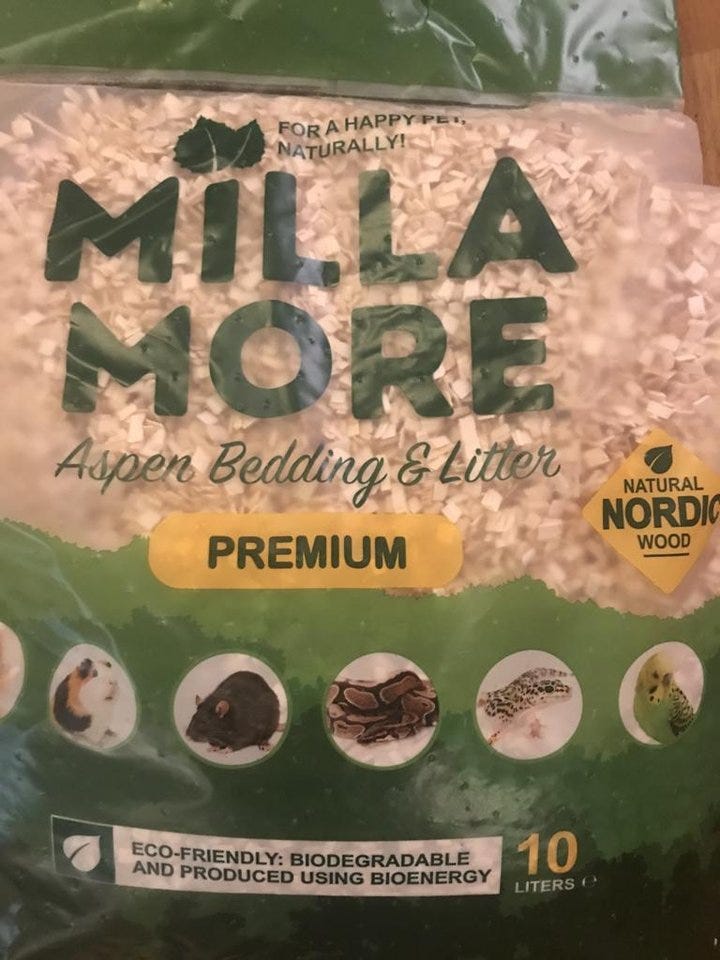 FOR A HAPPY PET,
NATURALLY!
MILLA
MORE
Aspen Bedding & Litter
PREMIUM
NATURAL
NORDIC
WOOD
ECO-FRIENDLY: BIODEGRADABLE
AND PRODUCED USING BIOENERGY
10
LITERS ℮